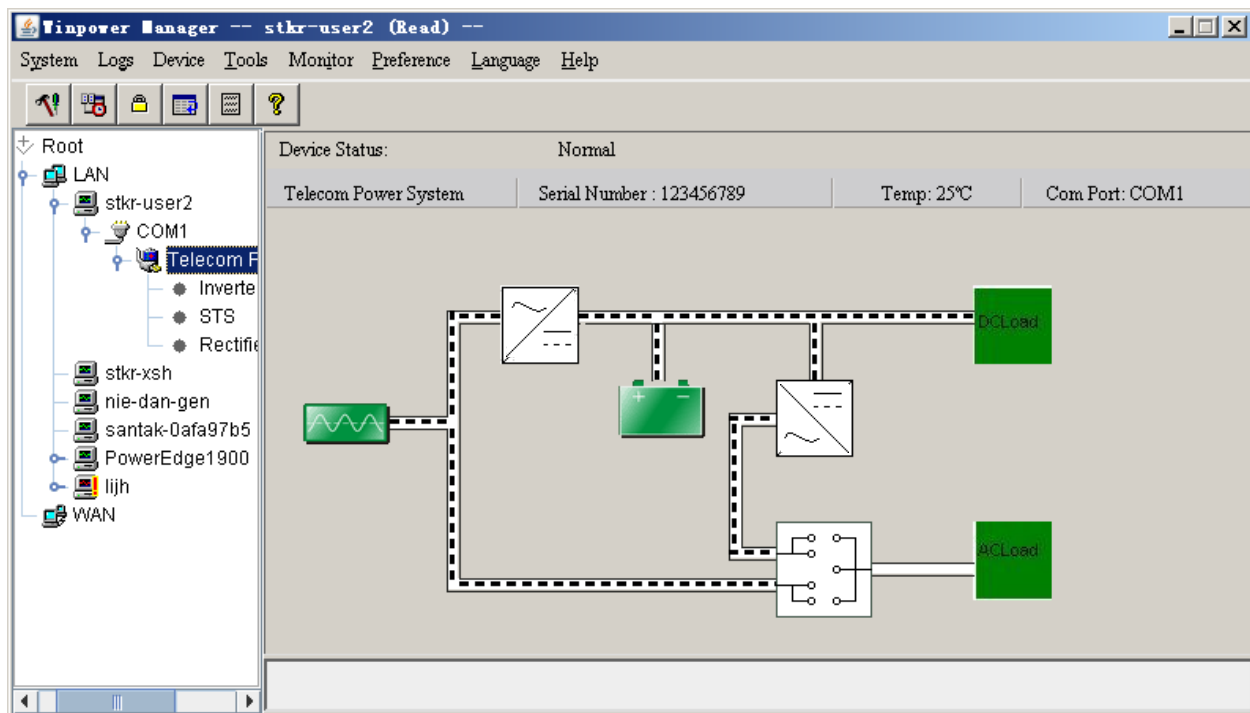 Winpower Manager -- stkr-user2 (Read) --
System Logs Device Tools Monitor Preference Language Help
Root
LAN
stkr-user2
COM1
Telecom P
Inverte
STS
Rectifie
stkr-xsh
nie-dan-gen
santak-0afa97b5
PowerEdge1900
lijh
WAN
Device Status: Normal
Telecom Power System Serial Number : 123456789 Temp: 25℃ Com Port: COM1
DCLoad
+ −
ACLoad